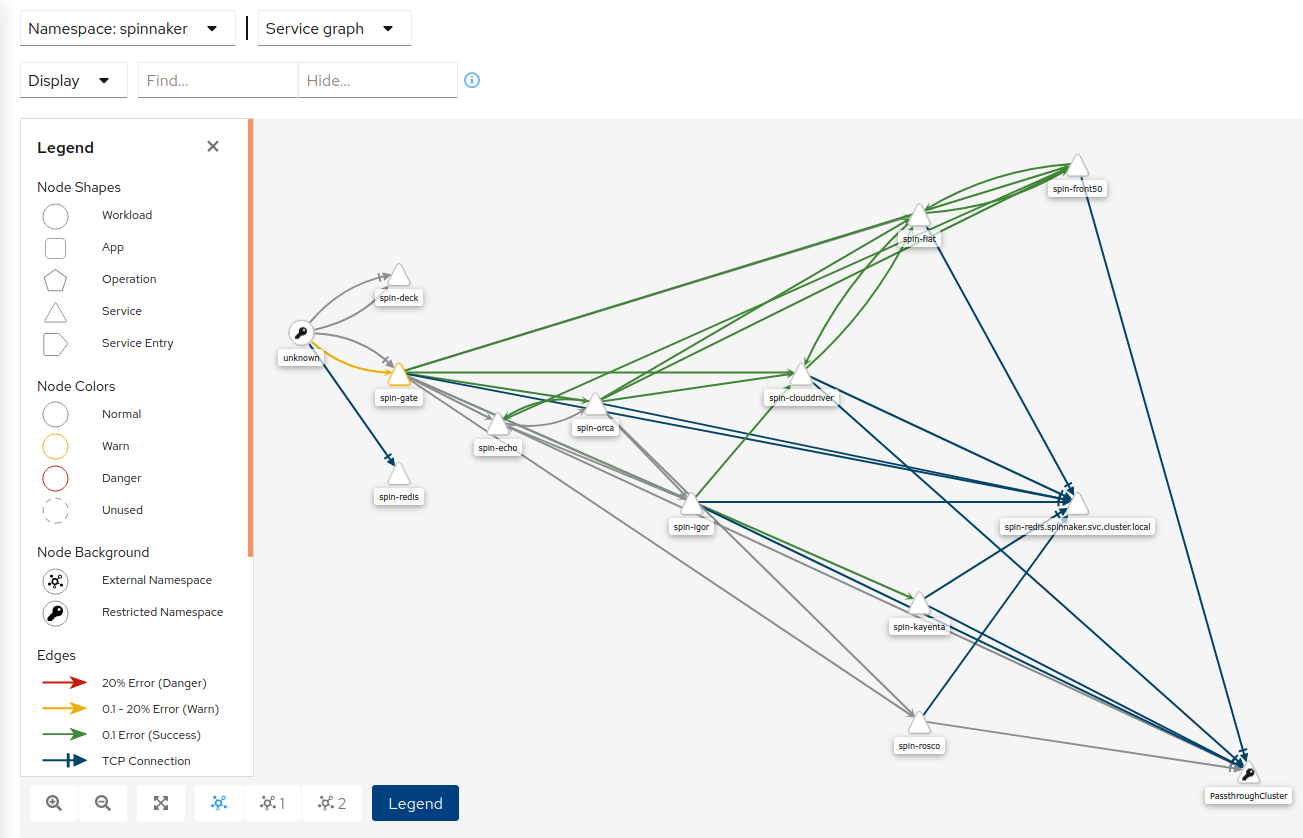 Namespace: spinnaker
Service graph
Display
Find...
Hide...
Legend
Node Shapes
Workload
App
Operation
Service
Service Entry
Node Colors
Normal
Warn
Danger
Unused
Node Background
External Namespace
Restricted Namespace
Edges
20% Error (Danger)
0.1 - 20% Error (Warn)
0.1 Error (Success)
TCP Connection
spin-front50
spin-fiat
spin-deck
unknown
spin-gate
spin-clouddriver
spin-orca
spin-echo
spin-redis
spin-igor
spin-redis.spinnaker.svc.cluster.local
spin-kayenta
spin-rosco
PassthroughCluster
1
2
Legend